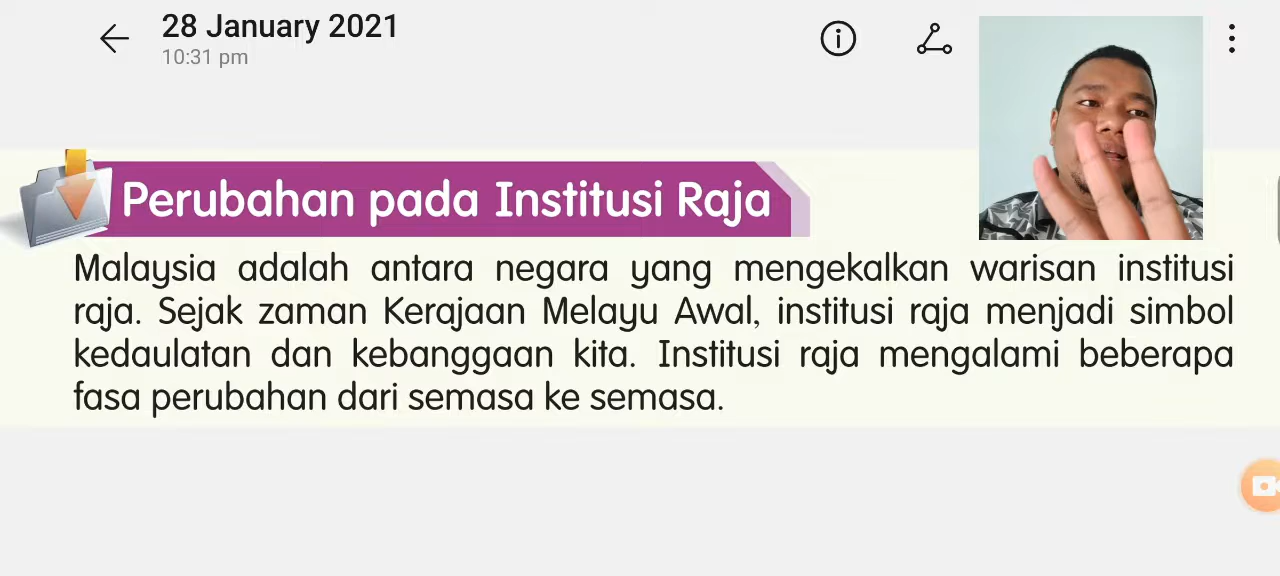 28 January 2021
10:31 pm
Perubahan pada Institusi Raja
Malaysia adalah antara negara yang mengekalkan warisan institusi
raja. Sejak zaman Kerajaan Melayu Awal, institusi raja menjadi simbol
kedaulatan dan kebanggaan kita. Institusi raja mengalami beberapa
fasa perubahan dari semasa ke semasa.